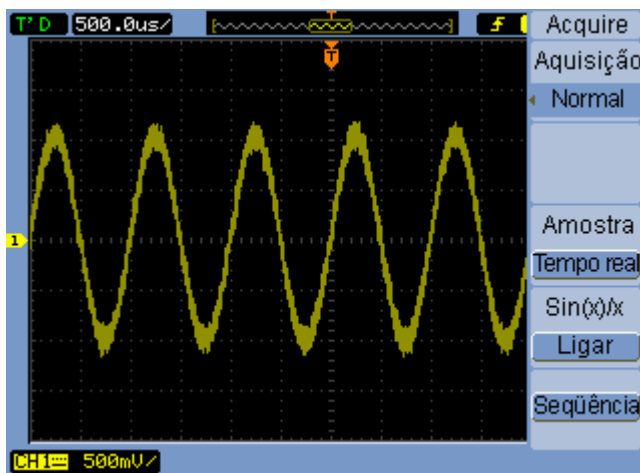 T'D 500.0us/
T
T
1
CH1 500mV/
Acquire
Aquisição
Normal
Amostra
Tempo real
Sin(x)/x
Ligar
Seqüência